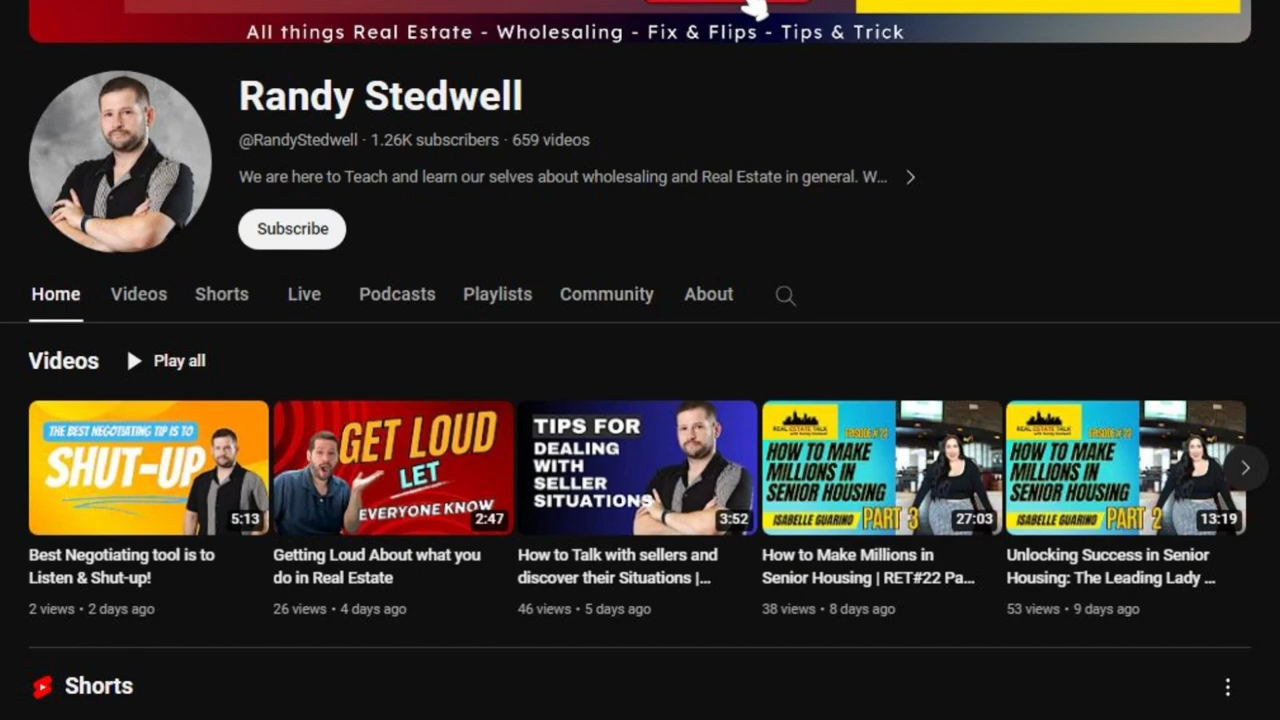 All things Real Estate - Wholesaling - Fix & Flips - Tips & Trick
Randy Stedwell
@RandyStedwell · 1.26K subscribers · 659 videos
We are here to Teach and learn our selves about wholesaling and Real Estate in general. W...
Subscribe
Home Videos Shorts Live Podcasts Playlists Community About
Videos Play all
THE BEST NEGOTIATING TIP IS TO
SHUT-UP
5:13
GET LOUD
LET
EVERYONE KNOW
2:47
TIPS FOR
DEALING
WITH
SELLER
SITUATIONS
3:52
REAL ESTATE TALK
EPISODE# 22
HOW TO MAKE
MILLIONS IN
SENIOR HOUSING
ISABELLE GUARINO PART 3
27:03
REAL ESTATE TALK
EPISODE# 22
HOW TO MAKE
MILLIONS IN
SENIOR HOUSING
ISABELLE GUARINO PART 2
13:19
Best Negotiating tool is to
Listen & Shut-up!
2 views • 2 days ago
Getting Loud About what you
do in Real Estate
26 views • 4 days ago
How to Talk with sellers and
discover their Situations |...
46 views • 5 days ago
How to Make Millions in
Senior Housing | RET#22 Pa...
38 views • 8 days ago
Unlocking Success in Senior
Housing: The Leading Lady ...
53 views • 9 days ago
Shorts